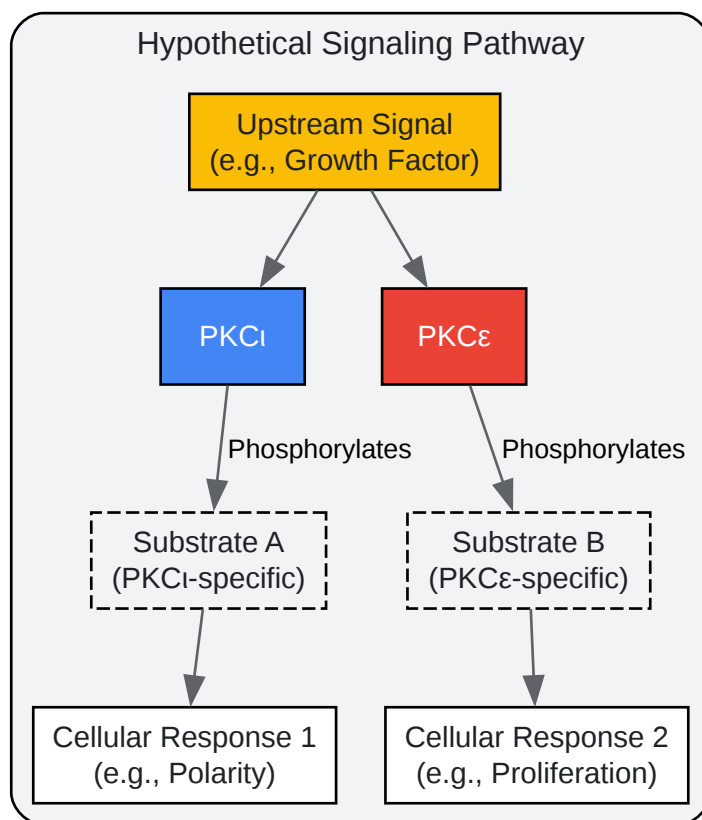 Hypothetical Signaling Pathway
Upstream Signal
(e.g., Growth Factor)
PKCι
PKCε
Phosphorylates
Phosphorylates
Substrate A
(PKCι-specific)
Substrate B
(PKCε-specific)
Cellular Response 1
(e.g., Polarity)
Cellular Response 2
(e.g., Proliferation)